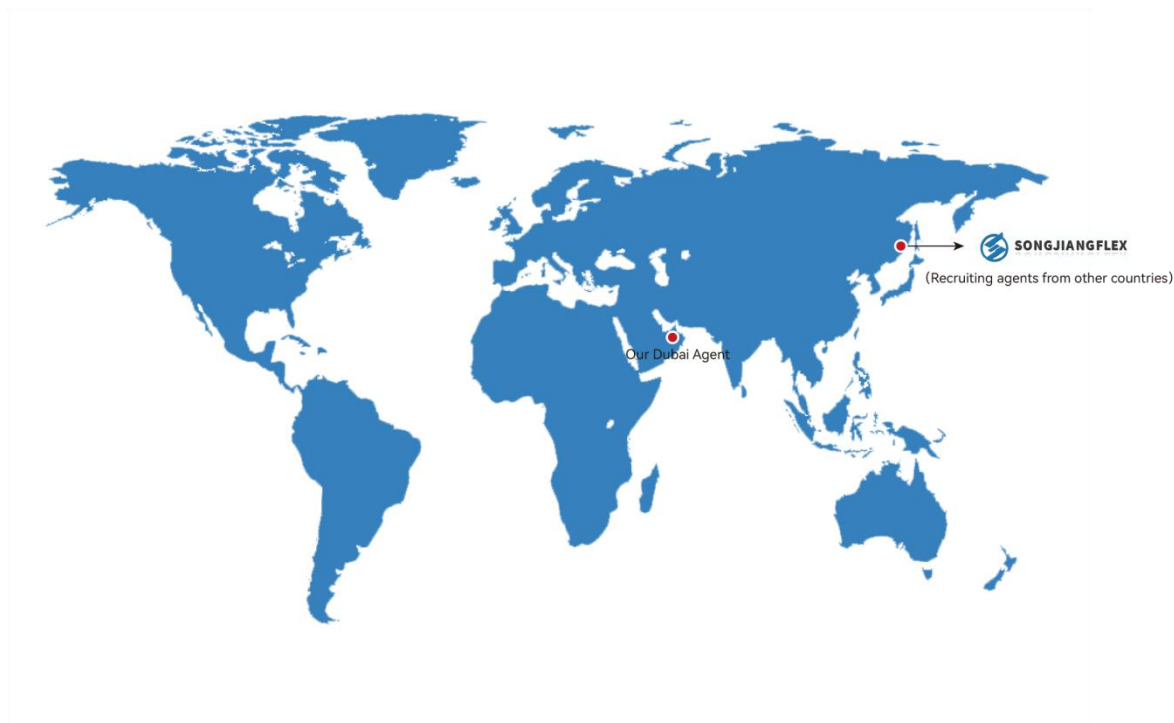 SONGJIANGFLEX
(Recruiting agents from other countries)
Our Dubai Agent